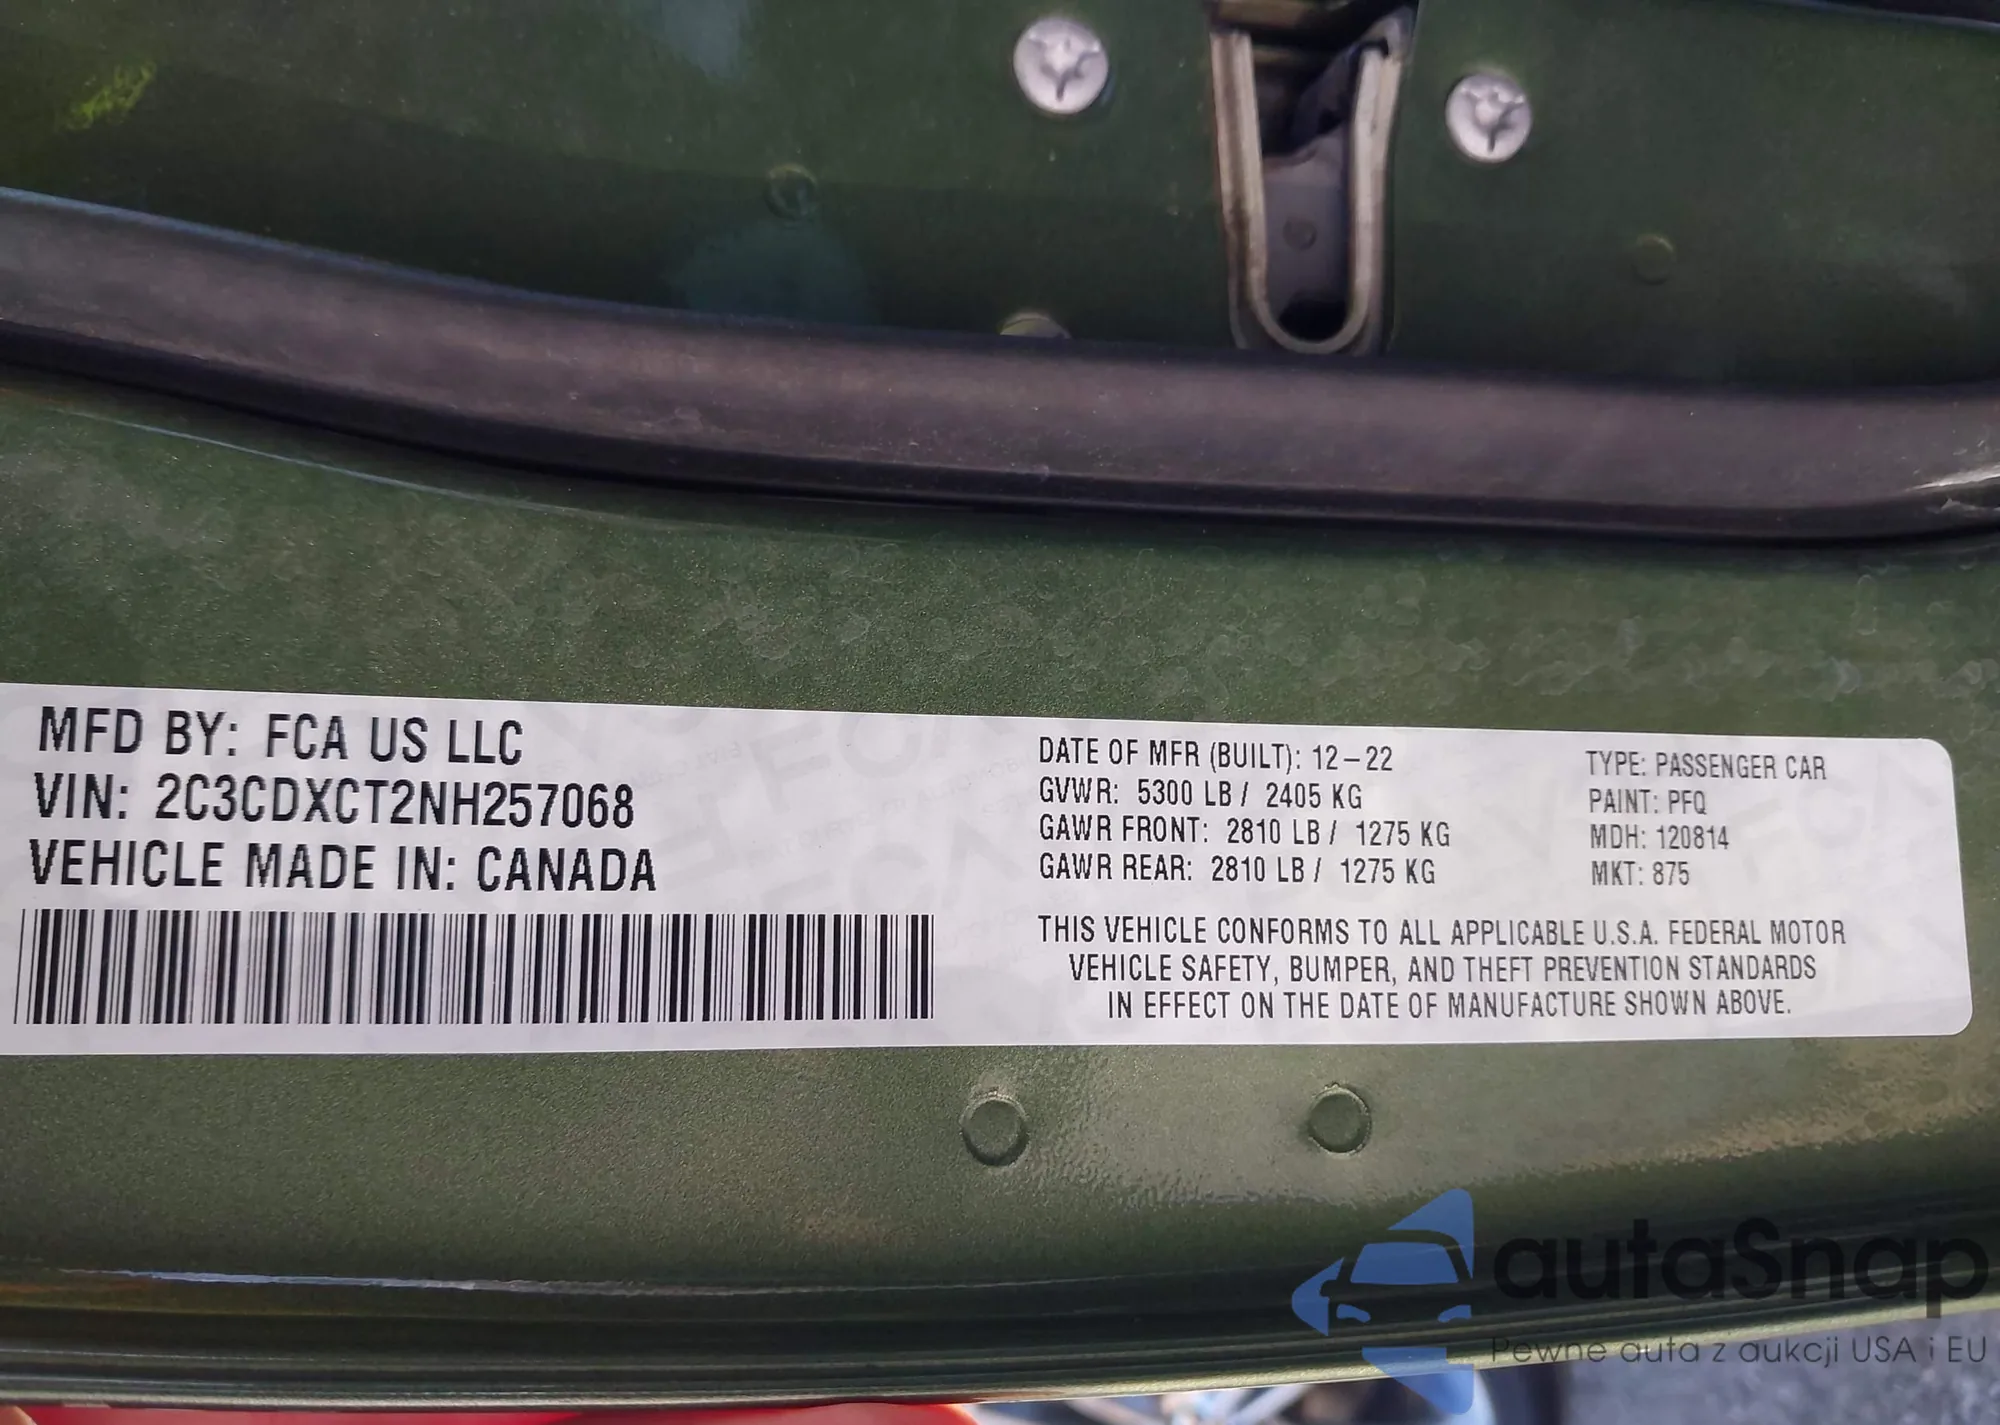 MFD BY: FCA US LLC
VIN: 2C3CDXCT2NH257068
VEHICLE MADE IN: CANADA
DATE OF MFR (BUILT): 12-22
GVWR: 5300 LB / 2405 KG
GAWR FRONT: 2810 LB / 1275 KG
GAWR REAR: 2810 LB / 1275 KG
TYPE: PASSENGER CAR
PAINT: PFQ
MDH: 120814
MKT: 875
THIS VEHICLE CONFORMS TO ALL APPLICABLE U.S.A. FEDERAL MOTOR
VEHICLE SAFETY, BUMPER, AND THEFT PREVENTION STANDARDS
IN EFFECT ON THE DATE OF MANUFACTURE SHOWN ABOVE.
autaSnap
Pewne auta z aukcji USA i EU